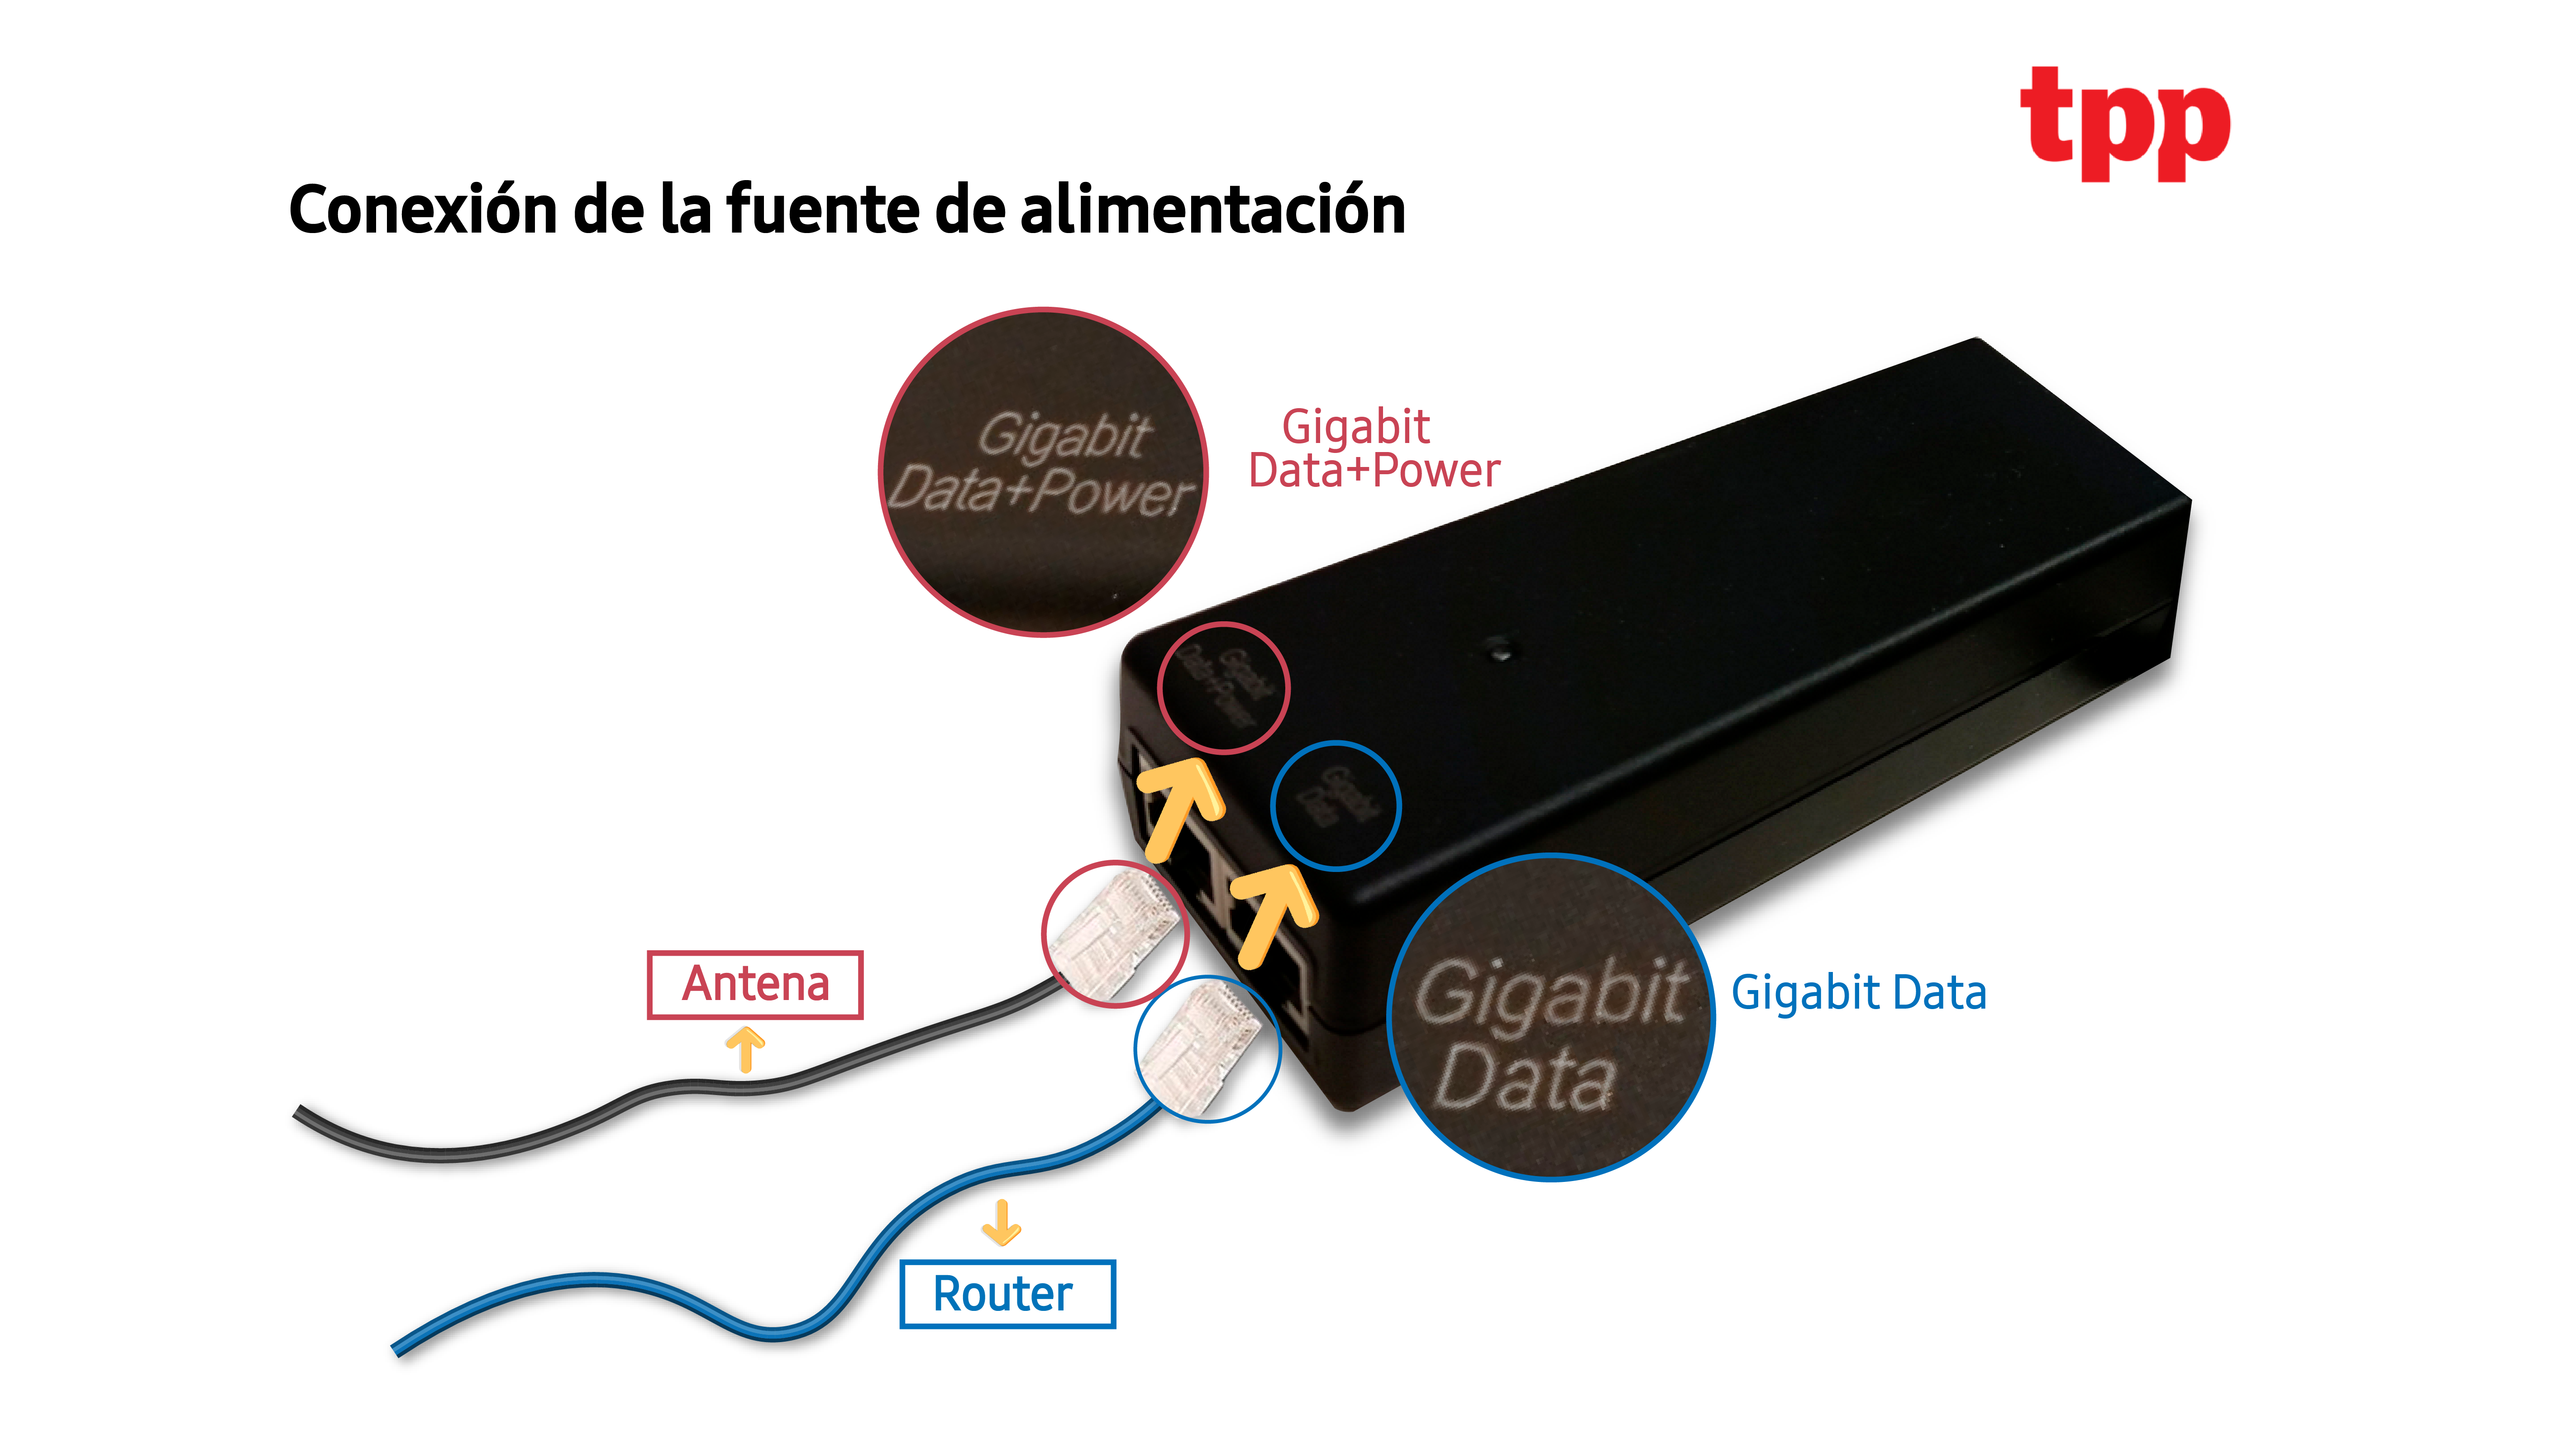 tpp
Conexión de la fuente de alimentación
Gigabit
Data+Power
Gigabit
Data+Power
Gigabit
Data+Power
Gigabit
Data
Antena
Gigabit
Data
Gigabit Data
Router